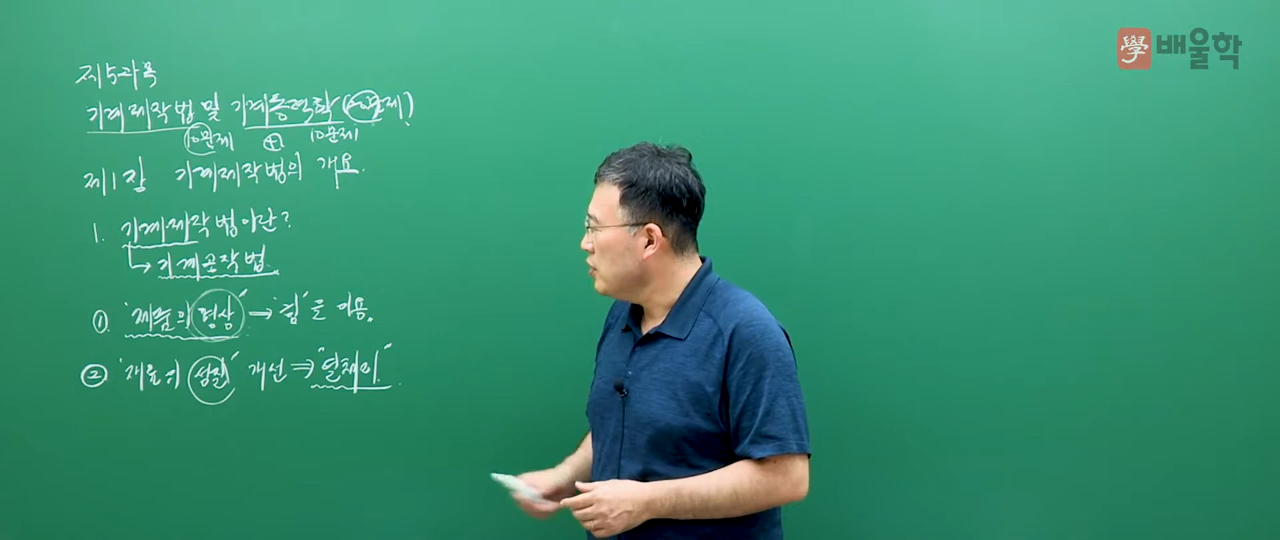 제5과목
기계제작법 및 기계동력학 (20문제)
10문제 ⊕ 10문제
제1장 기계제작법의 개요.
1. 기계제작법이란?
↳ 기계공작법
① "제품의 형상" → "힘"을 이용.
② "재료의 성질" 개선 ⇒ "열처리".
學 배울학